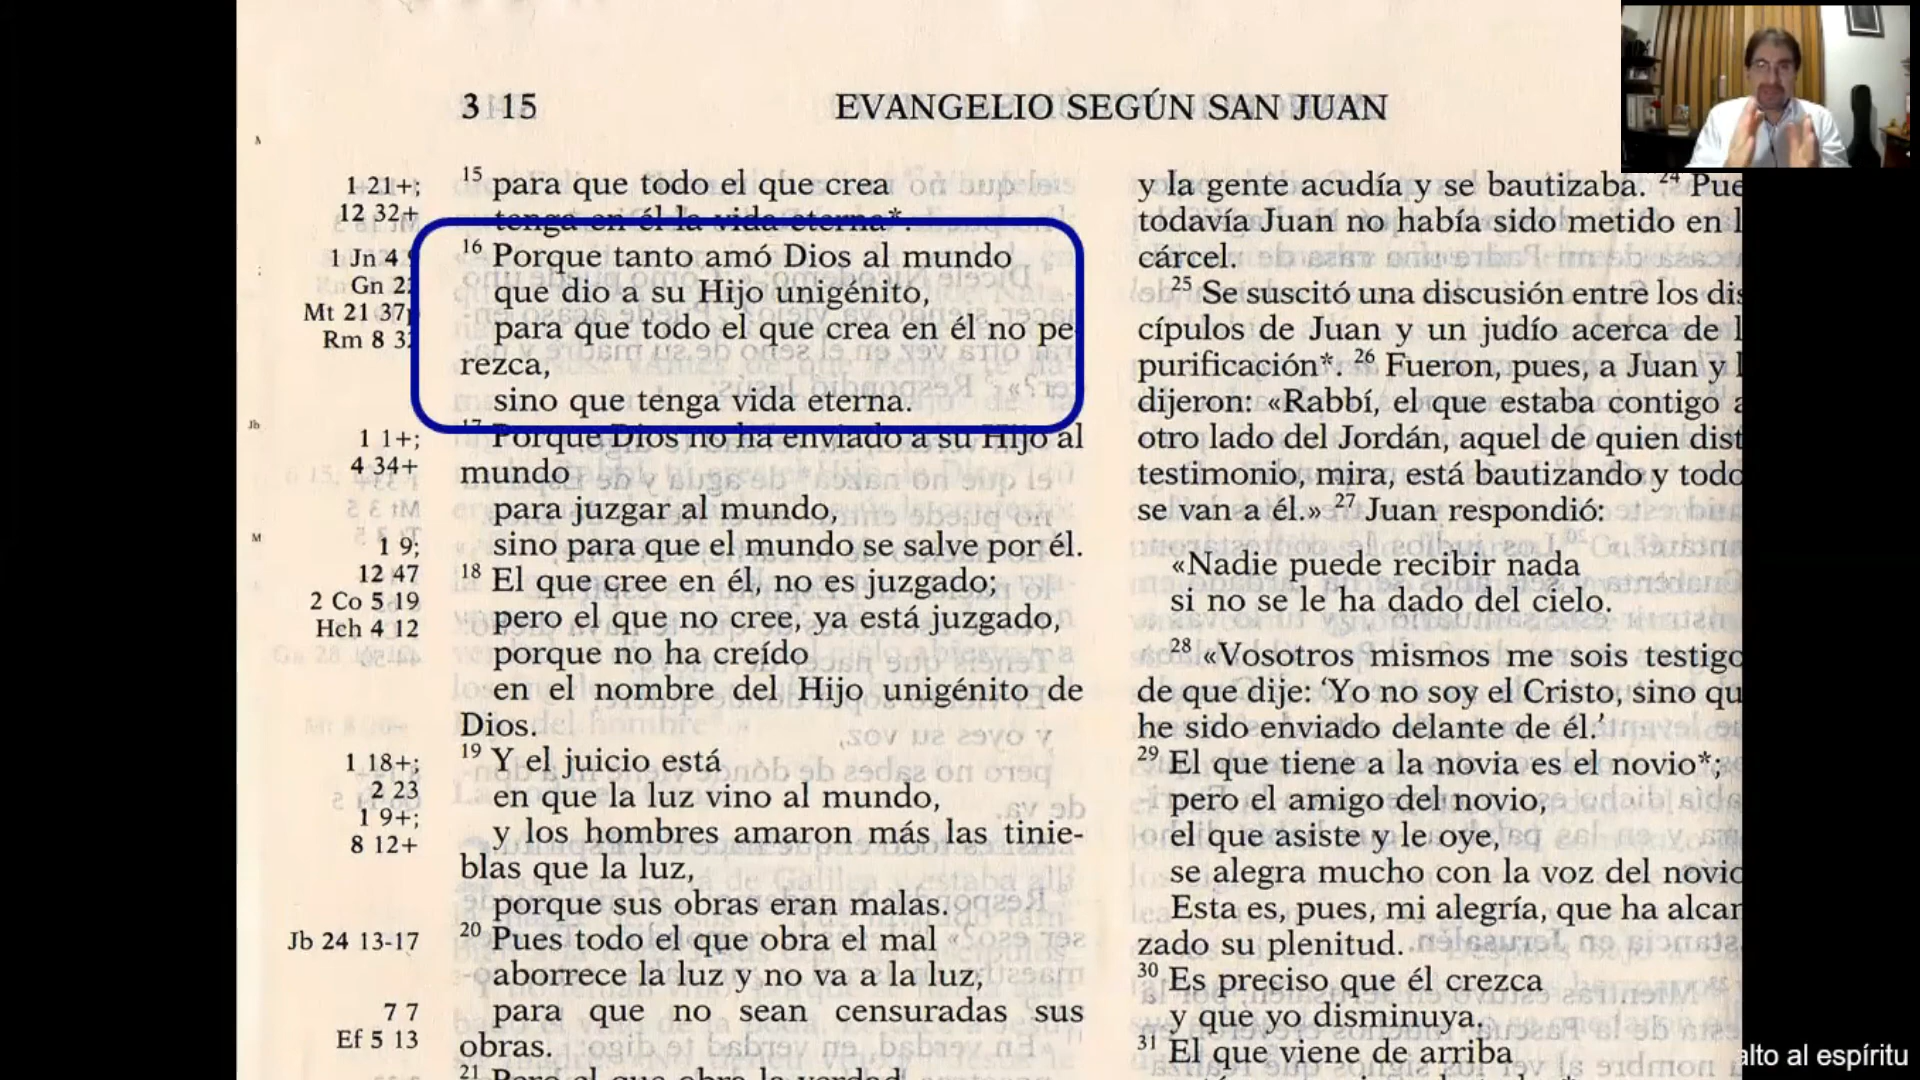 3 15
EVANGELIO SEGÚN SAN JUAN
1 21+;
12 32+
1 Jn 4 9
Gn 22
Mt 21 37p
Rm 8 32
1 1+;
4 34+
1 9;
12 47
2 Co 5 19
Hch 4 12
1 18+;
2 23
1 9+;
8 12+
Jb 24 13-17
7 7
Ef 5 13
15 para que todo el que crea
tenga en él la vida eterna*.
16 Porque tanto amó Dios al mundo
que dio a su Hijo unigénito,
para que todo el que crea en él no pe
rezca,
sino que tenga vida eterna.
17 Porque Dios no ha enviado a su Hijo al
mundo
para juzgar al mundo,
sino para que el mundo se salve por él.
18 El que cree en él, no es juzgado;
pero el que no cree, ya está juzgado,
porque no ha creído
en el nombre del Hijo unigénito de
Dios.
19 Y el juicio está
en que la luz vino al mundo,
y los hombres amaron más las tinie-
blas que la luz,
porque sus obras eran malas.
20 Pues todo el que obra el mal
aborrece la luz y no va a la luz,
para que no sean censuradas sus
obras.
21 Pero el que obra la verdad
y la gente acudía y se bautizaba. 24 Pue
todavía Juan no había sido metido en l
cárcel.
25 Se suscitó una discusión entre los dis
cípulos de Juan y un judío acerca de l
purificación*. 26 Fueron, pues, a Juan y l
dijeron: «Rabbí, el que estaba contigo a
otro lado del Jordán, aquel de quien dist
testimonio, mira, está bautizando y todo
se van a él.» 27 Juan respondió:
«Nadie puede recibir nada
si no se le ha dado del cielo.
28 «Vosotros mismos me sois testigo
de que dije: ‘Yo no soy el Cristo, sino qu
he sido enviado delante de él.’
29 El que tiene a la novia es el novio*;
pero el amigo del novio,
el que asiste y le oye,
se alegra mucho con la voz del novio
Esta es, pues, mi alegría, que ha alcan
zado su plenitud.
30 Es preciso que él crezca
y que yo disminuya.
31 El que viene de arriba
alto al espíritu